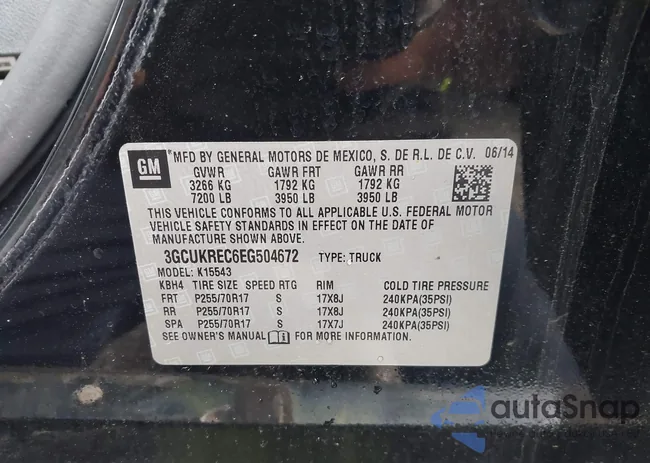 GM
MFD BY GENERAL MOTORS DE MEXICO, S. DE R.L. DE C.V. 06/14
GVWR GAWR FRT GAWR RR
3266 KG 1792 KG 1792 KG
7200 LB 3950 LB 3950 LB
THIS VEHICLE CONFORMS TO ALL APPLICABLE U.S. FEDERAL MOTOR
VEHICLE SAFETY STANDARDS IN EFFECT ON THE DATE OF
MANUFACTURE SHOWN ABOVE.
3GCUKREC6EG504672 TYPE: TRUCK
MODEL: K15543
KBH4 TIRE SIZE SPEED RTG RIM COLD TIRE PRESSURE
FRT P255/70R17 S 17X8J 240KPA(35PSI)
RR P255/70R17 S 17X8J 240KPA(35PSI)
SPA P255/70R17 S 17X7J 240KPA(35PSI)
SEE OWNER'S MANUAL FOR MORE INFORMATION.
autoSnap